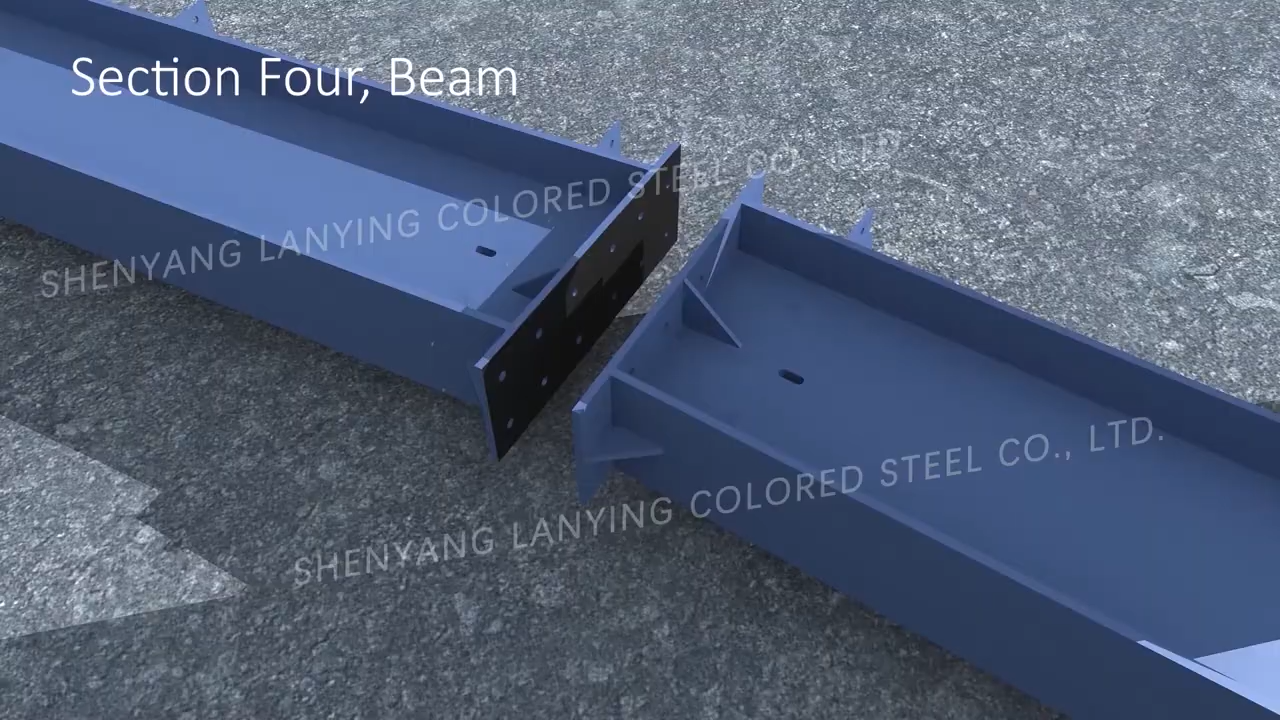 Section Four, Beam
SHENYANG LANYING COLORED STEEL CO., LTD.
SHENYANG LANYING COLORED STEEL CO., LTD.